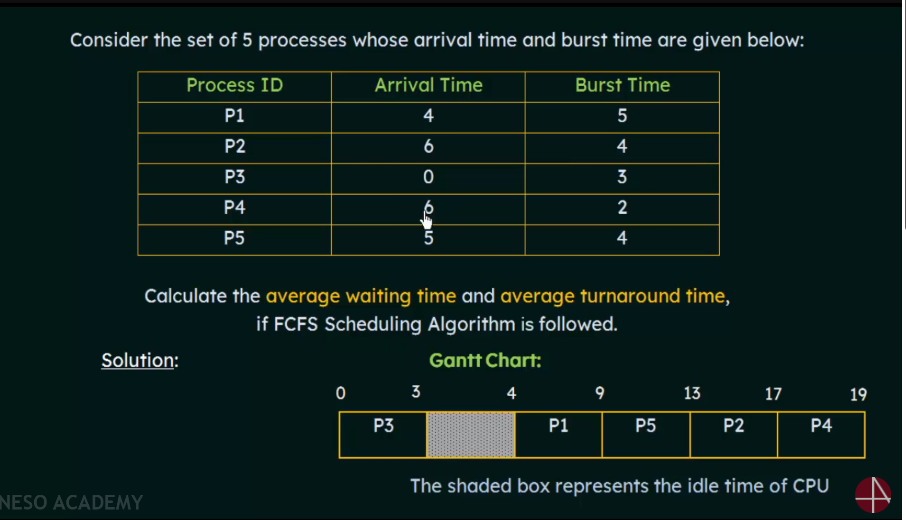 Consider the set of 5 processes whose arrival time and burst time are given below:
Process ID Arrival Time Burst Time
P1 4 5
P2 6 4
P3 0 3
P4 6 2
P5 5 4
Calculate the average waiting time and average turnaround time,
if FCFS Scheduling Algorithm is followed.
Solution:
Gantt Chart:
0 3 4 9 13 17 19
P3 P1 P5 P2 P4
The shaded box represents the idle time of CPU
NESO ACADEMY